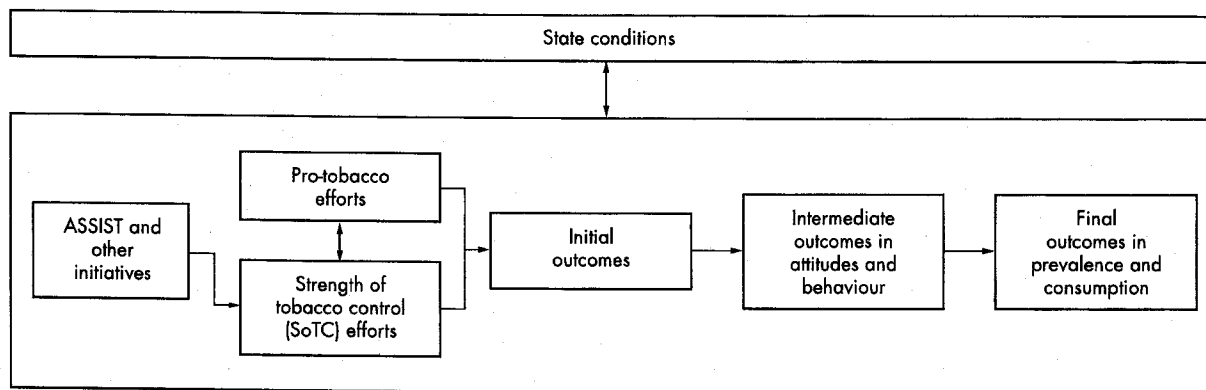 State conditions
Pro-tobacco
efforts
ASSIST and
other
initiatives
Strength of
tobacco control
(SoTC) efforts
Initial
outcomes
Intermediate
outcomes in
attitudes and
behaviour
Final
outcomes in
prevalence and
consumption